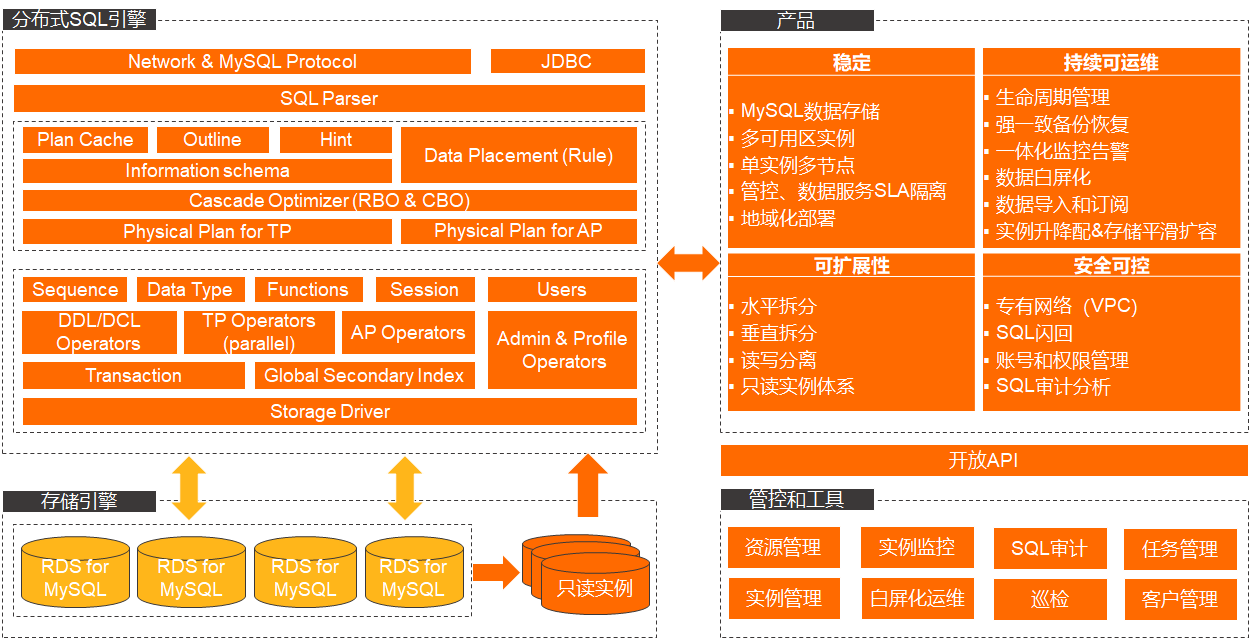 分布式SQL引擎
Network & MySQL Protocol
JDBC
SQL Parser
Plan Cache
Outline
Hint
Data Placement (Rule)
Information schema
Cascade Optimizer (RBO & CBO)
Physical Plan for TP
Physical Plan for AP
Sequence
Data Type
Functions
Session
Users
DDL/DCL
Operators
TP Operators
(parallel)
AP Operators
Admin & Profile
Operators
Transaction
Global Secondary Index
Storage Driver
存储引擎
RDS for
MySQL
RDS for
MySQL
RDS for
MySQL
RDS for
MySQL
只读实例
产品
稳定
▪ MySQL数据存储
▪ 多可用区实例
▪ 单实例多节点
▪ 管控、数据服务SLA隔离
▪ 地域化部署
持续可运维
▪ 生命周期管理
▪ 强一致备份恢复
▪ 一体化监控告警
▪ 数据白屏化
▪ 数据导入和订阅
▪ 实例升降配&存储平滑扩容
可扩展性
▪ 水平拆分
▪ 垂直拆分
▪ 读写分离
▪ 只读实例体系
安全可控
▪ 专有网络（VPC）
▪ SQL闪回
▪ 账号和权限管理
▪ SQL审计分析
开放API
管控和工具
资源管理
实例监控
SQL审计
任务管理
实例管理
白屏化运维
巡检
客户管理